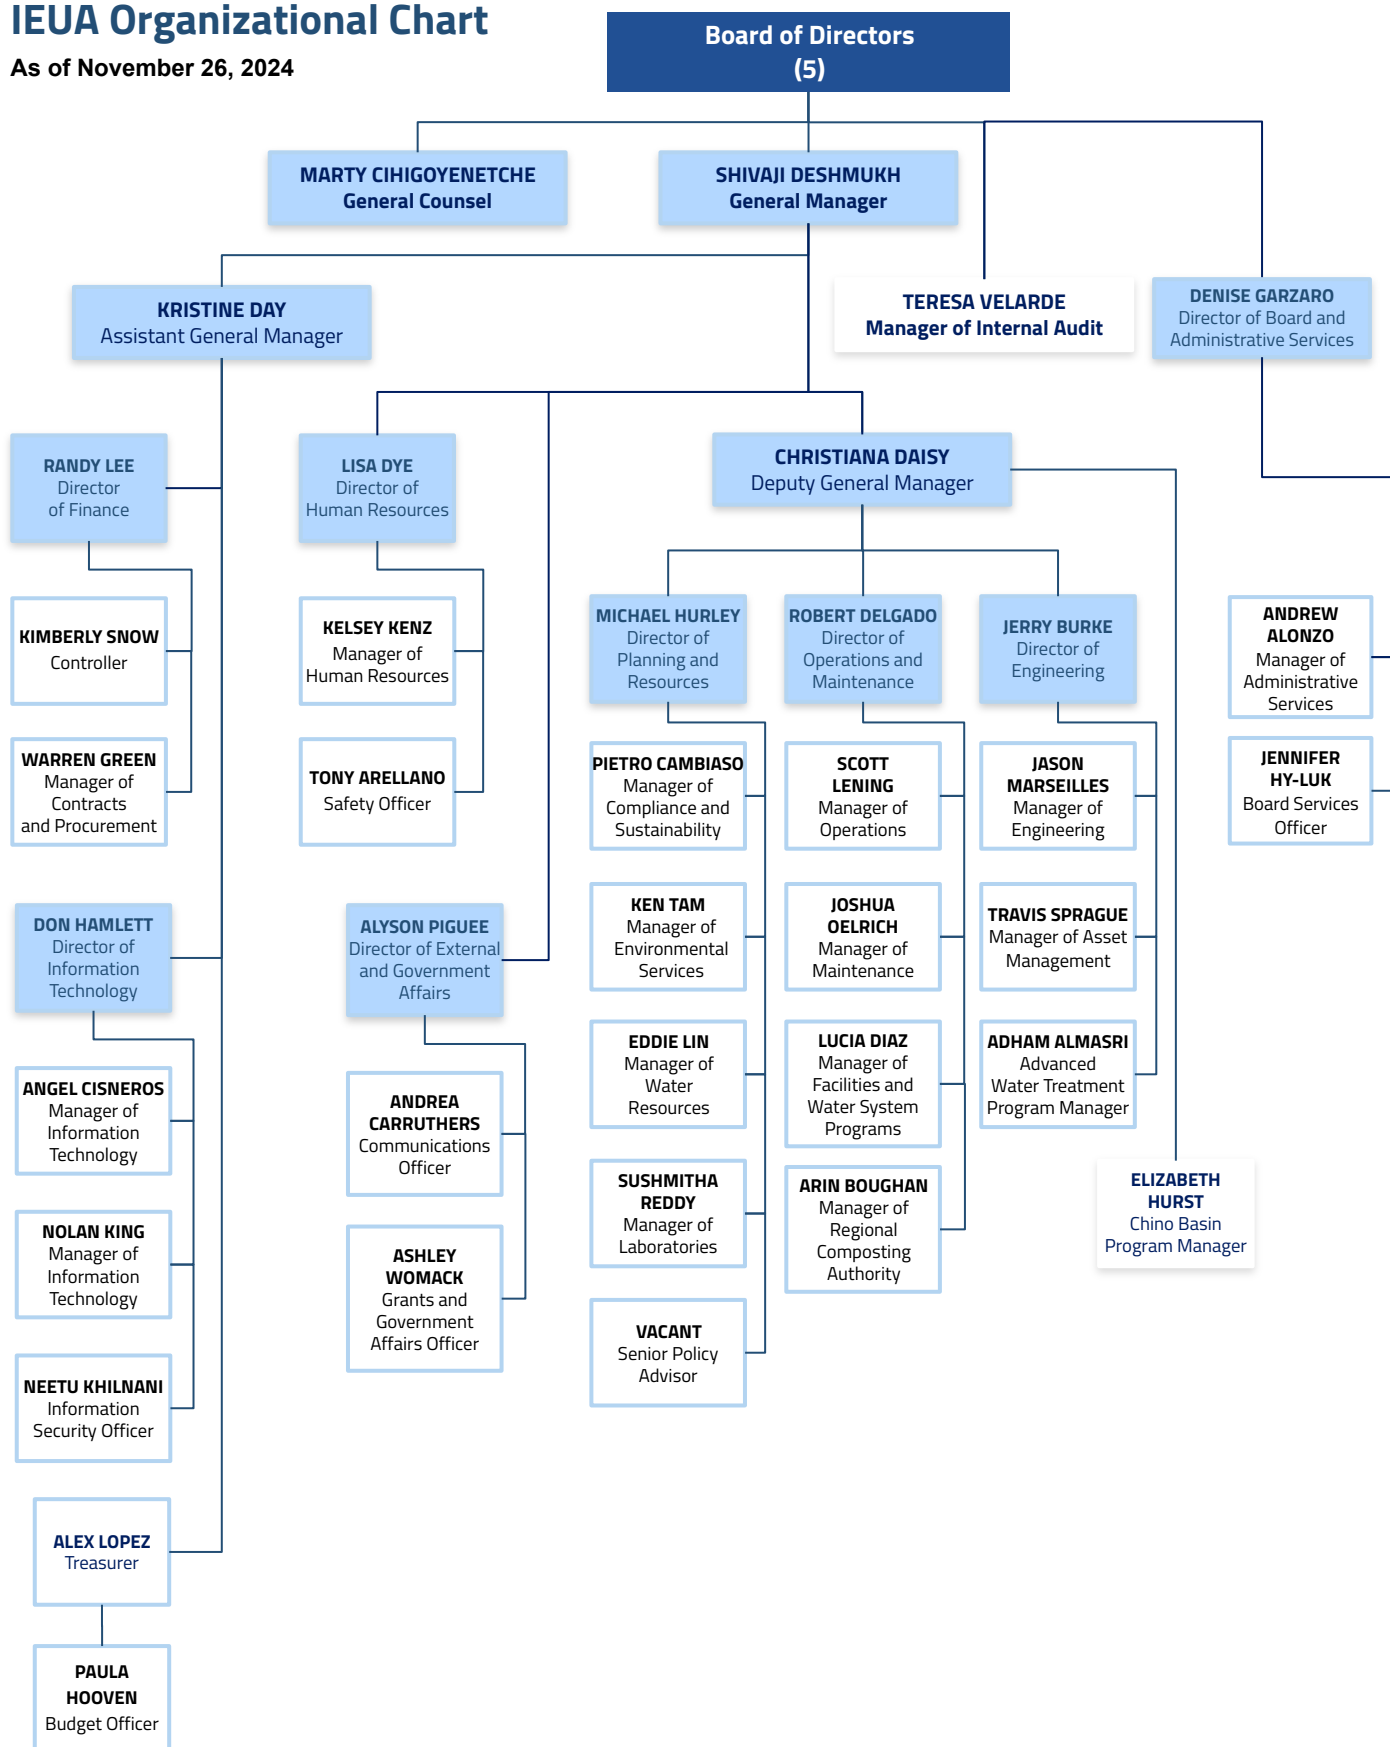 IEUA Organizational Chart
As of November 26, 2024
Board of Directors
(5)
MARTY CIHIGOYENETCHE
General Counsel
SHIVAJI DESHMUKH
General Manager
KRISTINE DAY
Assistant General Manager
TERESA VELARDE
Manager of Internal Audit
DENISE GARZARO
Director of Board and
Administrative Services
RANDY LEE
Director
of Finance
KIMBERLY SNOW
Controller
WARREN GREEN
Manager of
Contracts
and Procurement
DON HAMLETT
Director of
Information
Technology
ANGEL CISNEROS
Manager of
Information
Technology
NOLAN KING
Manager of
Information
Technology
NEETU KHILNANI
Information
Security Officer
ALEX LOPEZ
Treasurer
PAULA
HOOVEN
Budget Officer
LISA DYE
Director of
Human Resources
KELSEY KENZ
Manager of
Human Resources
TONY ARELLANO
Safety Officer
ALYSON PIGUEE
Director of External
and Government
Affairs
ANDREA
CARRUTHERS
Communications
Officer
ASHLEY
WOMACK
Grants and
Government
Affairs Officer
CHRISTIANA DAISY
Deputy General Manager
MICHAEL HURLEY
Director of
Planning and
Resources
PIETRO CAMBIASO
Manager of
Compliance and
Sustainability
KEN TAM
Manager of
Environmental
Services
EDDIE LIN
Manager of
Water
Resources
SUSHMITHA
REDDY
Manager of
Laboratories
VACANT
Senior Policy
Advisor
ROBERT DELGADO
Director of
Operations and
Maintenance
SCOTT
LENING
Manager of
Operations
JOSHUA
OELRICH
Manager of
Maintenance
LUCIA DIAZ
Manager of
Facilities and
Water System
Programs
ARIN BOUGHAN
Manager of
Regional
Composting
Authority
JERRY BURKE
Director of
Engineering
JASON
MARSEILLES
Manager of
Engineering
TRAVIS SPRAGUE
Manager of Asset
Management
ADHAM ALMASRI
Advanced
Water Treatment
Program Manager
ELIZABETH
HURST
Chino Basin
Program Manager
ANDREW
ALONZO
Manager of
Administrative
Services
JENNIFER
HY-LUK
Board Services
Officer